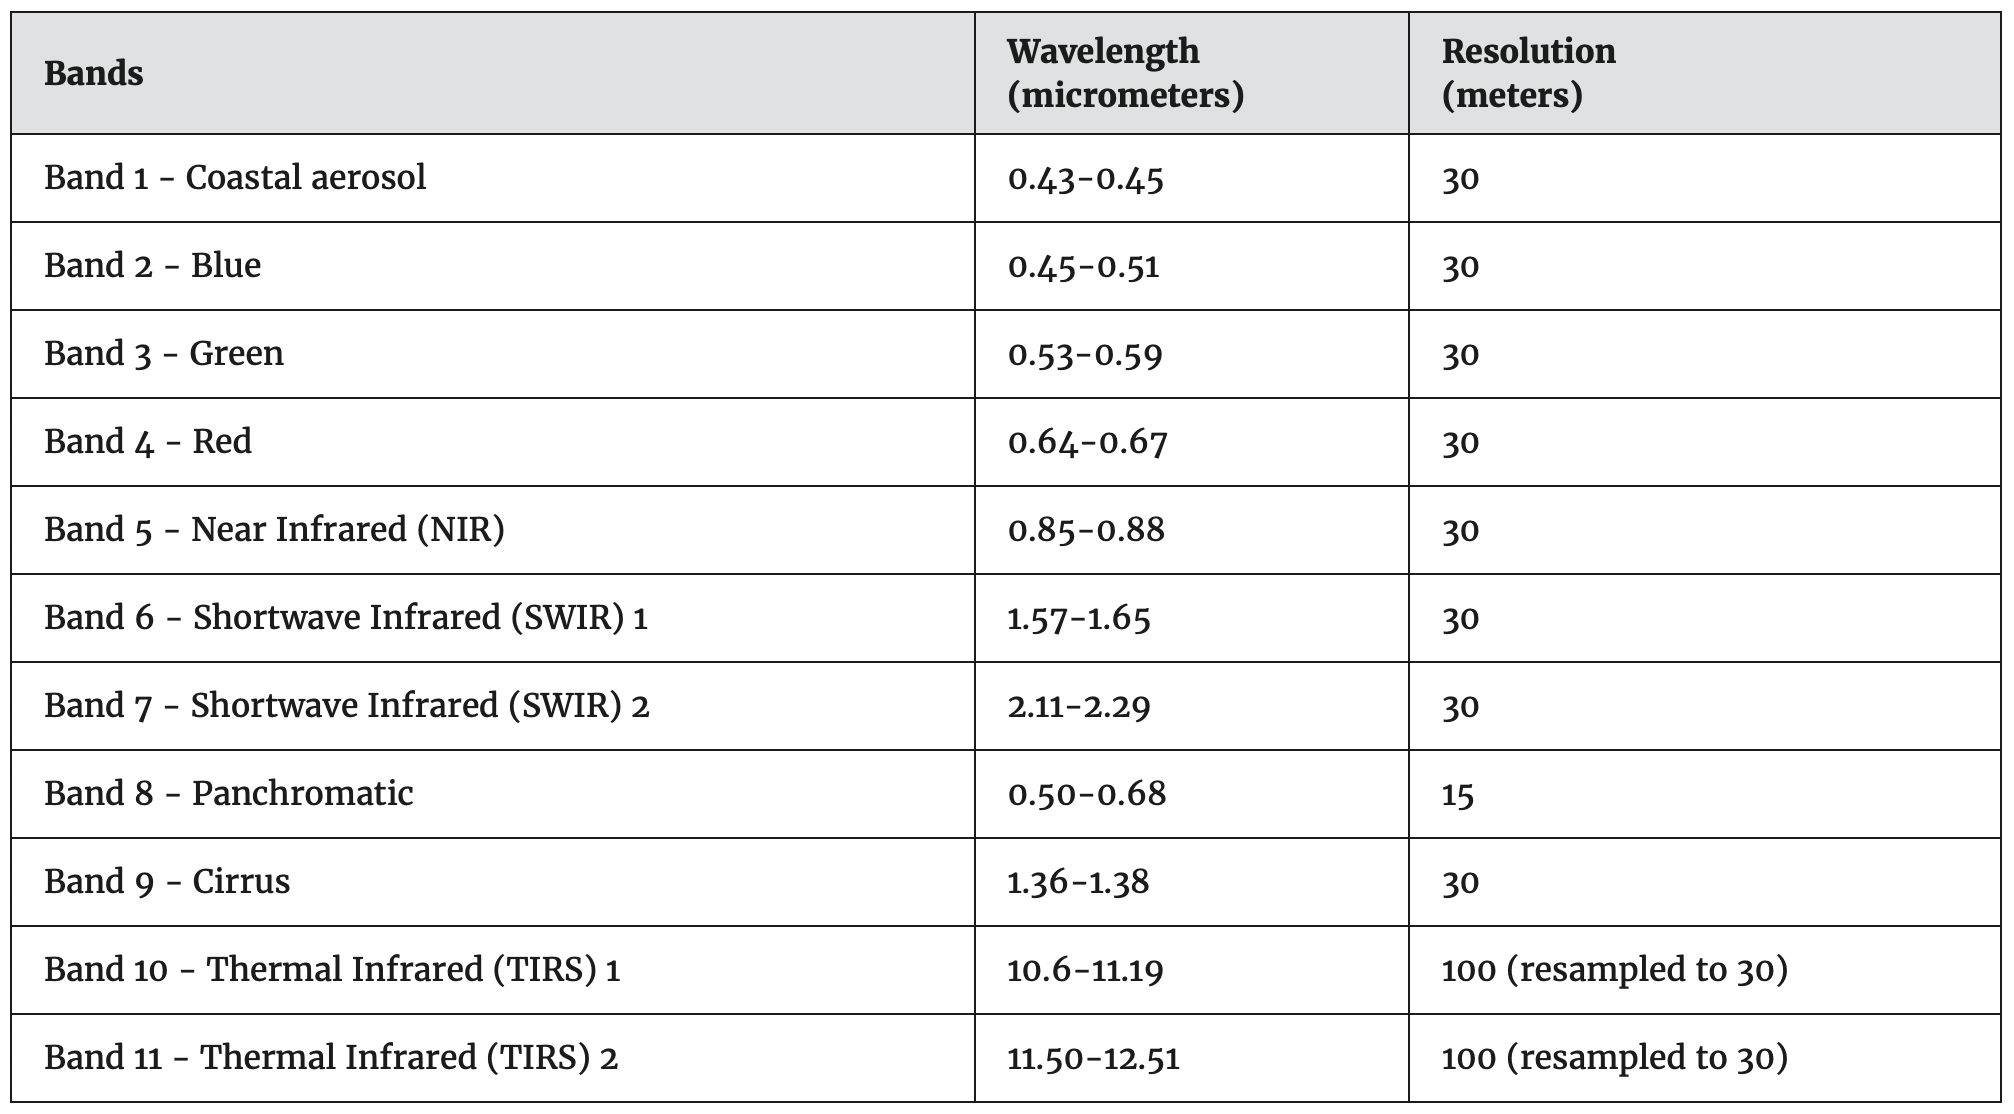 Bands
Wavelength
(micrometers)
Resolution
(meters)
Band 1 - Coastal aerosol
0.43-0.45
30
Band 2 - Blue
0.45-0.51
30
Band 3 - Green
0.53-0.59
30
Band 4 - Red
0.64-0.67
30
Band 5 - Near Infrared (NIR)
0.85-0.88
30
Band 6 - Shortwave Infrared (SWIR) 1
1.57-1.65
30
Band 7 - Shortwave Infrared (SWIR) 2
2.11-2.29
30
Band 8 - Panchromatic
0.50-0.68
15
Band 9 - Cirrus
1.36-1.38
30
Band 10 - Thermal Infrared (TIRS) 1
10.6-11.19
100 (resampled to 30)
Band 11 - Thermal Infrared (TIRS) 2
11.50-12.51
100 (resampled to 30)